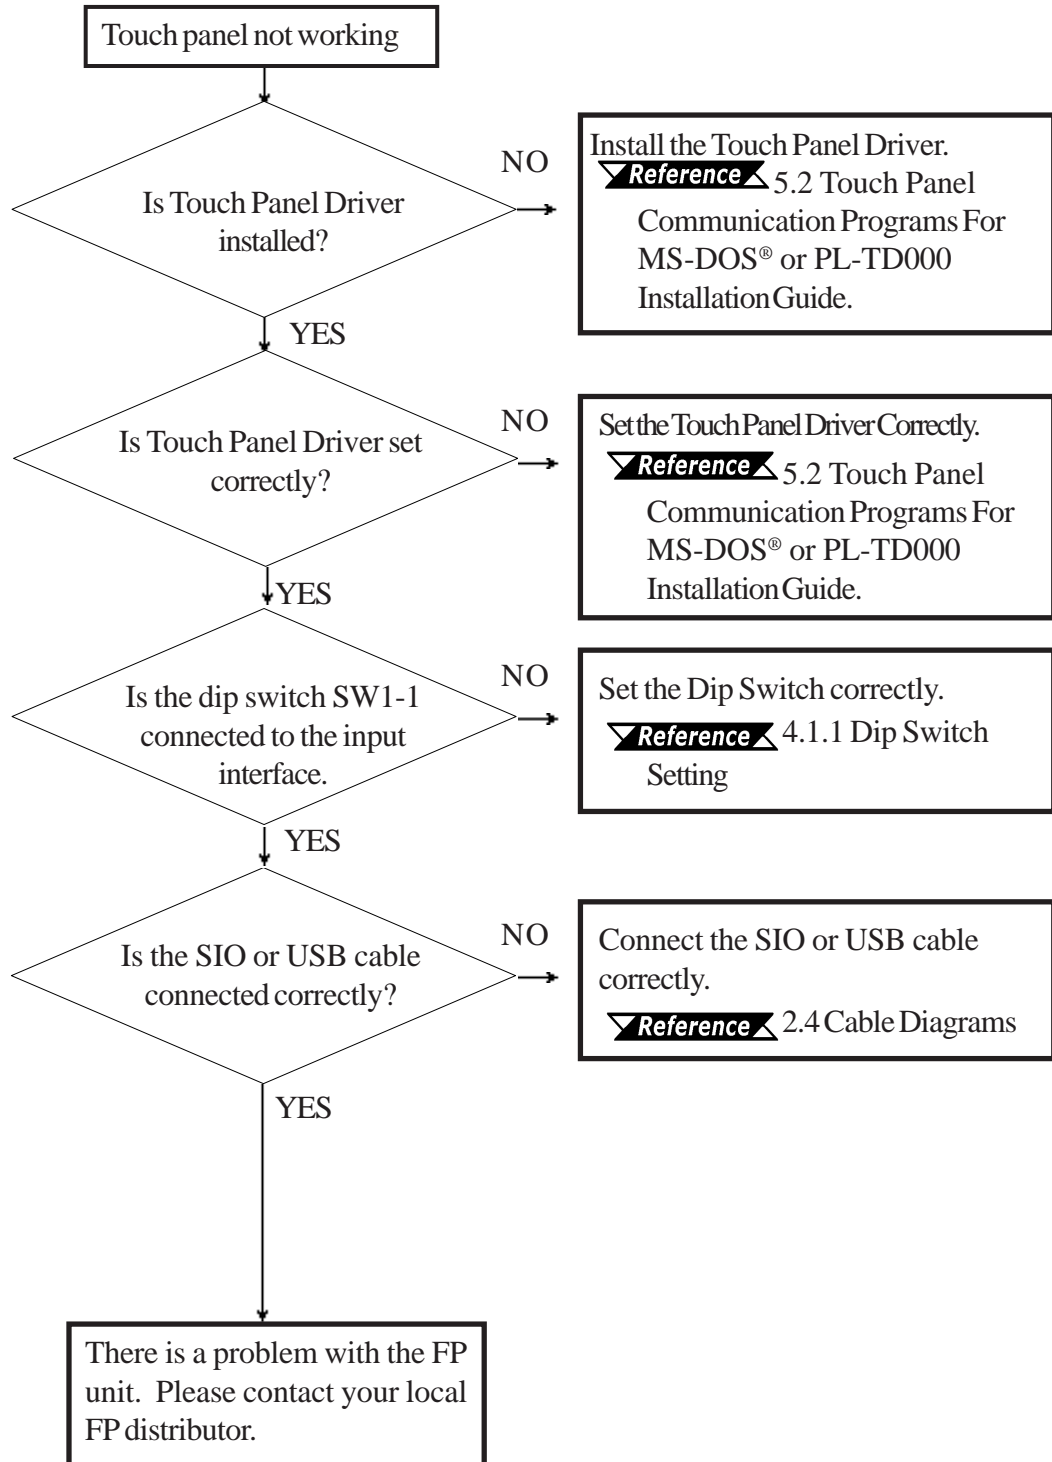 Touch panel not working
Is Touch Panel Driver
installed?
NO
Install the Touch Panel Driver.
Reference 5.2 Touch Panel
Communication Programs For
MS-DOS® or PL-TD000
Installation Guide.
YES
Is Touch Panel Driver set
correctly?
NO
Set the Touch Panel Driver Correctly.
Reference 5.2 Touch Panel
Communication Programs For
MS-DOS® or PL-TD000
Installation Guide.
YES
Is the dip switch SW1-1
connected to the input
interface.
NO
Set the Dip Switch correctly.
Reference 4.1.1 Dip Switch
Setting
YES
Is the SIO or USB cable
connected correctly?
NO
Connect the SIO or USB cable
correctly.
Reference 2.4 Cable Diagrams
YES
There is a problem with the FP
unit. Please contact your local
FP distributor.